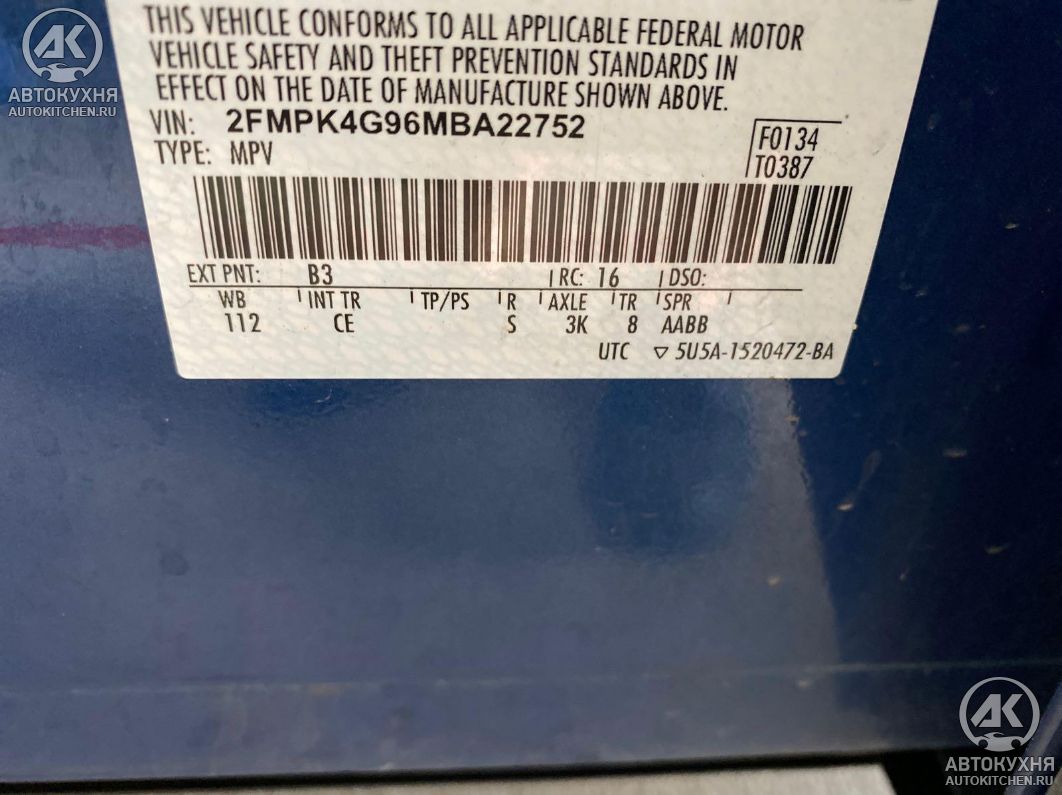 АК
АВТОКУХНЯ
AUTOKITCHEN.RU
THIS VEHICLE CONFORMS TO ALL APPLICABLE FEDERAL MOTOR
VEHICLE SAFETY AND THEFT PREVENTION STANDARDS IN
EFFECT ON THE DATE OF MANUFACTURE SHOWN ABOVE.
VIN: 2FMPK4G96MBA22752
TYPE: MPV
F0134
T0387
EXT PNT: B3 RC: 16 DSO:
WB INT TR TP/PS R AXLE TR SPR
112 CE S 3K 8 AABB
UTC ▽ 5U5A-1520472-BA
АК
АВТОКУХНЯ
AUTOKITCHEN.RU